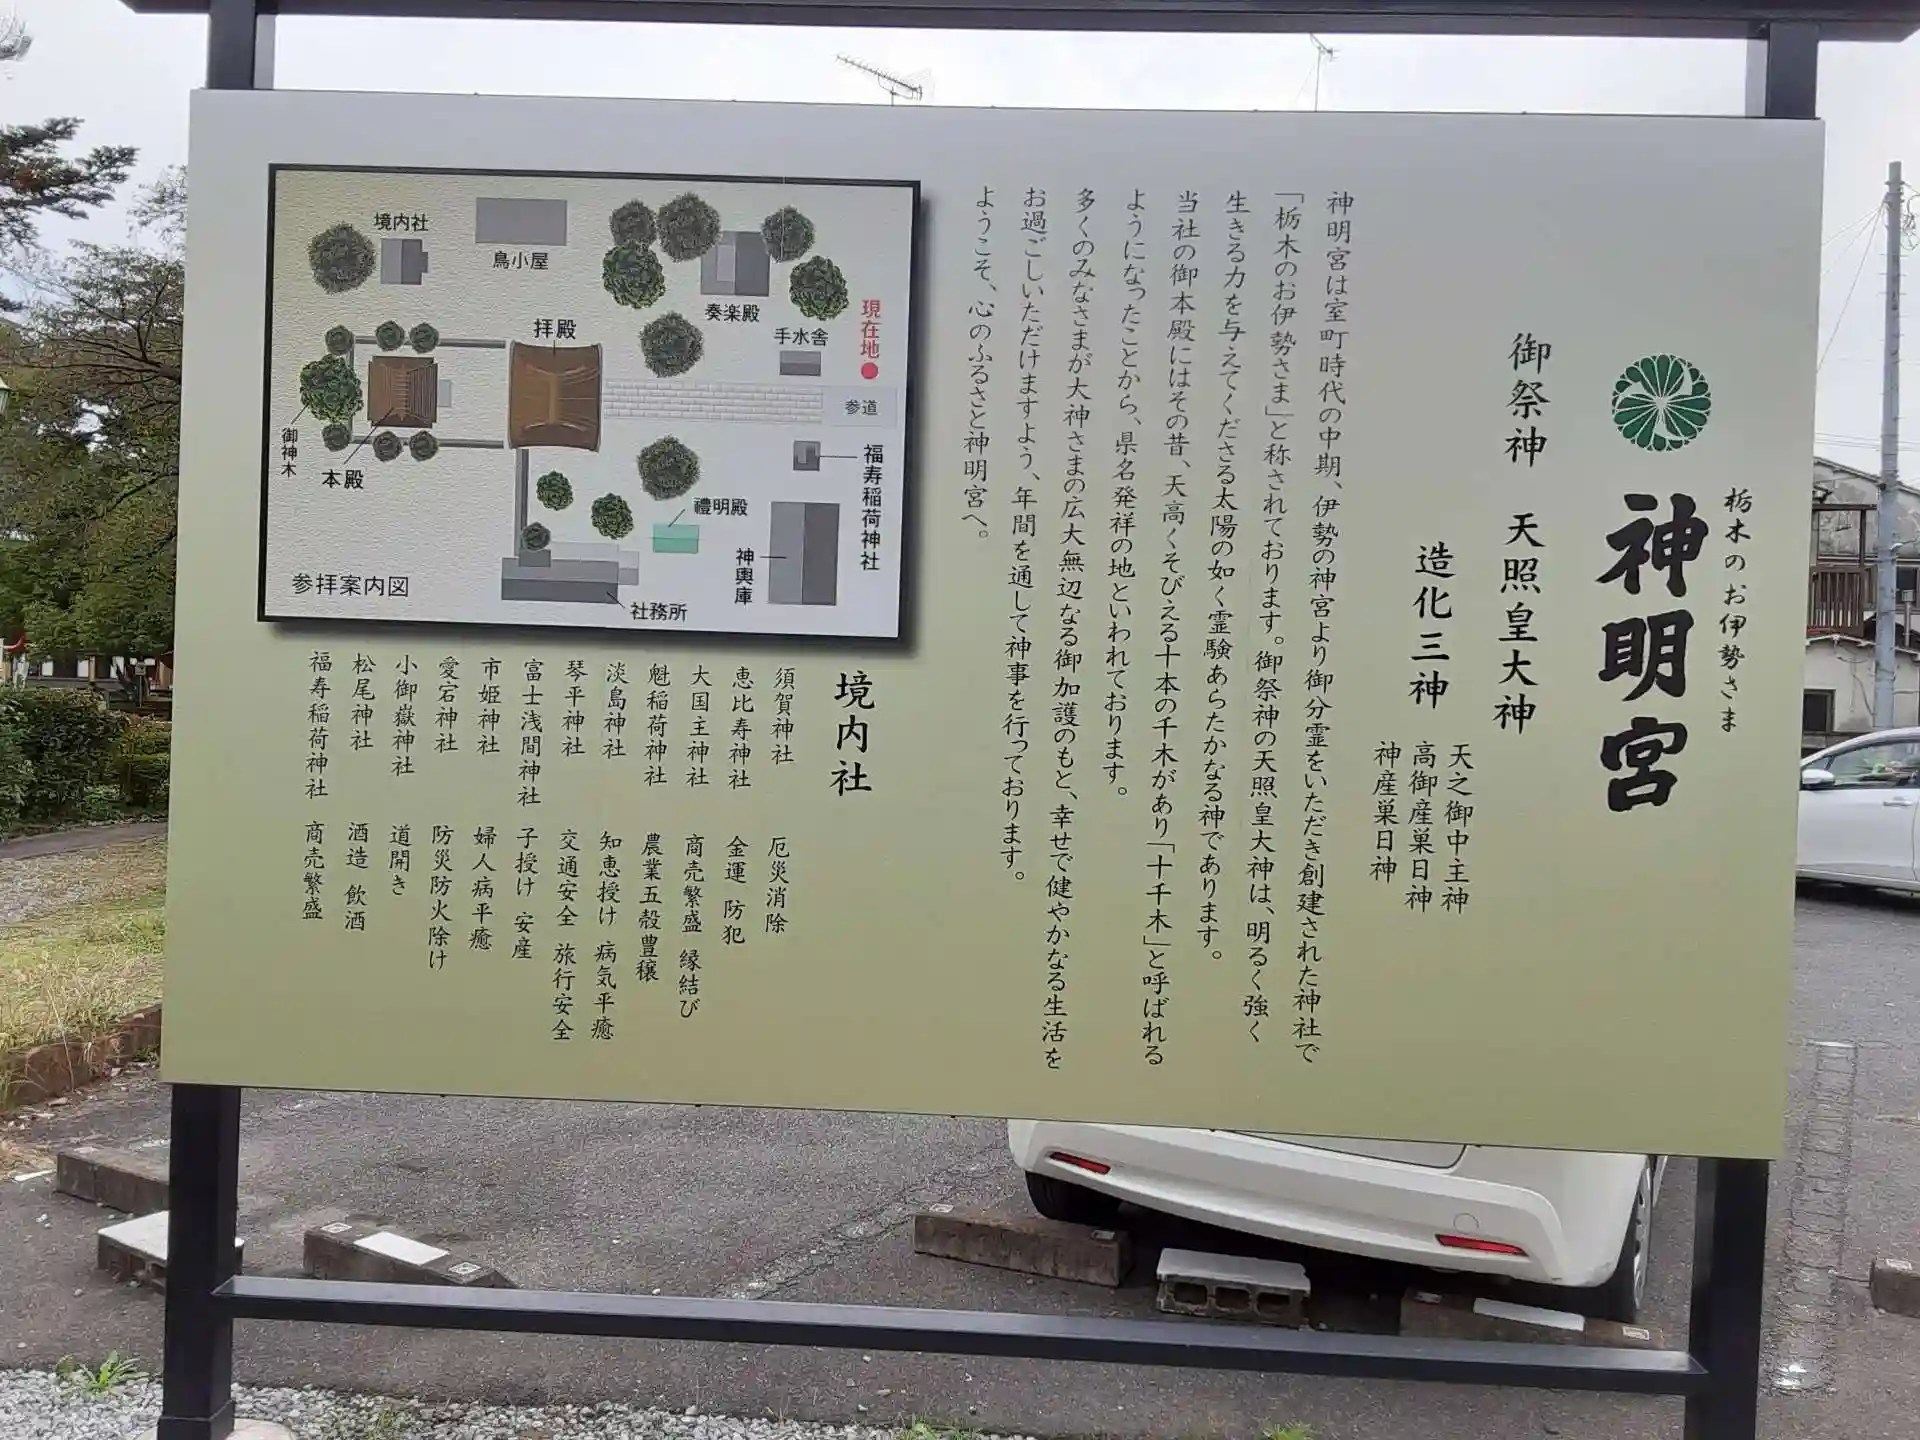 栃木のお伊勢さま
神明宮
御祭神 天照皇大神
造化三神
天之御中主神
高御産巣日神
神産巣日神
神明宮は室町時代の中期、伊勢の神宮より御分霊をいただき創建された神社で
「栃木のお伊勢さま」と称されております。御祭神の天照皇大神は、明るく強く
生きる力を与えてくださる太陽の如く霊験あらたかなる神であります。
当社の御本殿にはその昔、天高くそびえる十本の千木があり「十千木」と呼ばれる
ようになったことから、県名発祥の地といわれております。
多くのみなさまが大神さまの広大無辺なる御加護のもと、幸せで健やかなる生活を
お過ごしいただけますよう、年間を通して神事を行っております。
ようこそ、心のふるさと神明宮へ。
境内社
鳥小屋
奏楽殿
手水舎
現在地
拝殿
参道
御神木
本殿
福寿稲荷神社
禮明殿
神輿庫
社務所
参拝案内図
境内社
須賀神社 厄災消除
恵比寿神社 金運 防犯
大国主神社 商売繁盛 縁結び
魁稲荷神社 農業五穀豊穣
淡島神社 知恵授け 病気平癒
琴平神社 交通安全 旅行安全
富士浅間神社 子授け 安産
市姫神社 婦人病平癒
愛宕神社 防災防火除け
小御嶽神社 道開き
松尾神社 酒造 飲酒
福寿稲荷神社 商売繁盛